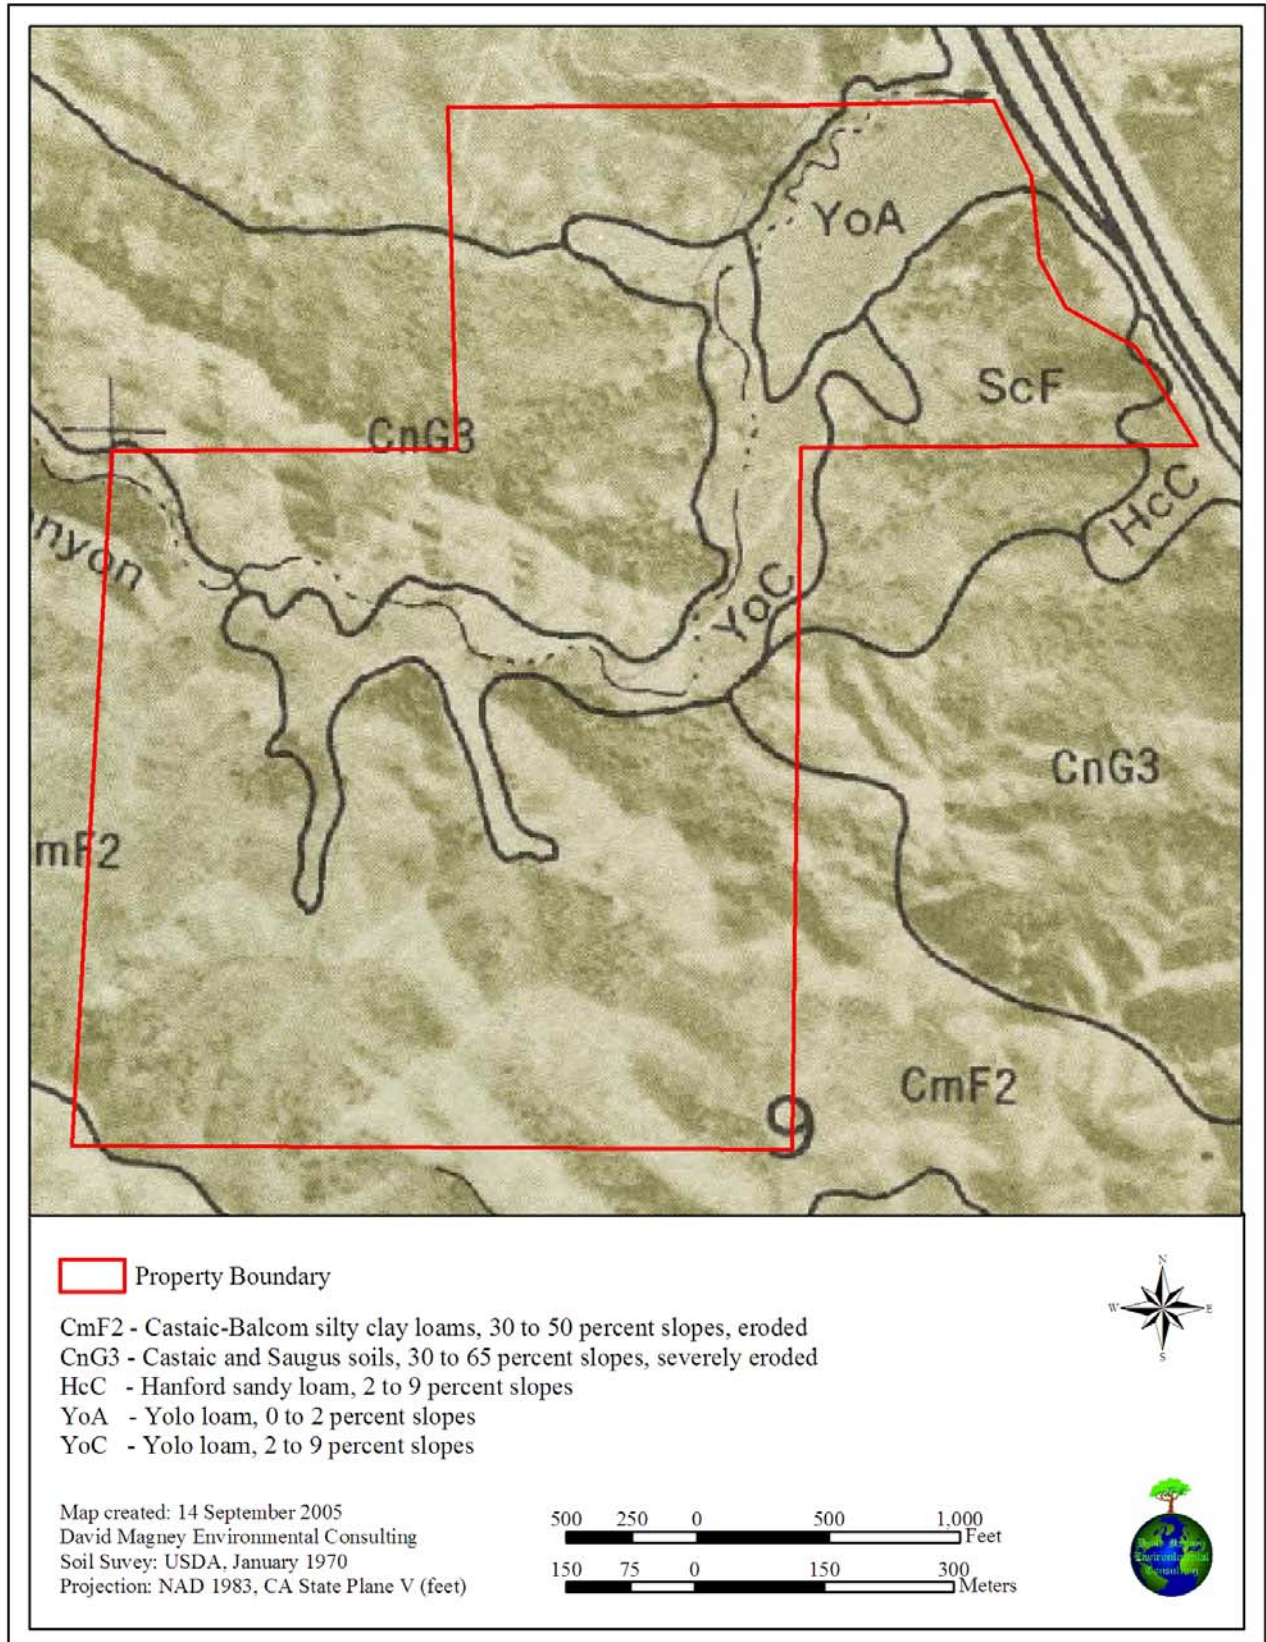 YoA
ScF
CnG3
HcC
nyon
YoC
CnG3
mF2
CmF2
9
Property Boundary
CmF2 - Castaic-Balcom silty clay loams, 30 to 50 percent slopes, eroded
CnG3 - Castaic and Saugus soils, 30 to 65 percent slopes, severely eroded
HcC - Hanford sandy loam, 2 to 9 percent slopes
YoA - Yolo loam, 0 to 2 percent slopes
YoC - Yolo loam, 2 to 9 percent slopes
N
W E
S
Map created: 14 September 2005
David Magney Environmental Consulting
Soil Suvey: USDA, January 1970
Projection: NAD 1983, CA State Plane V (feet)
500 250 0 500 1,000
Feet
150 75 0 150 300
Meters
David Magney
Environmental
Consulting